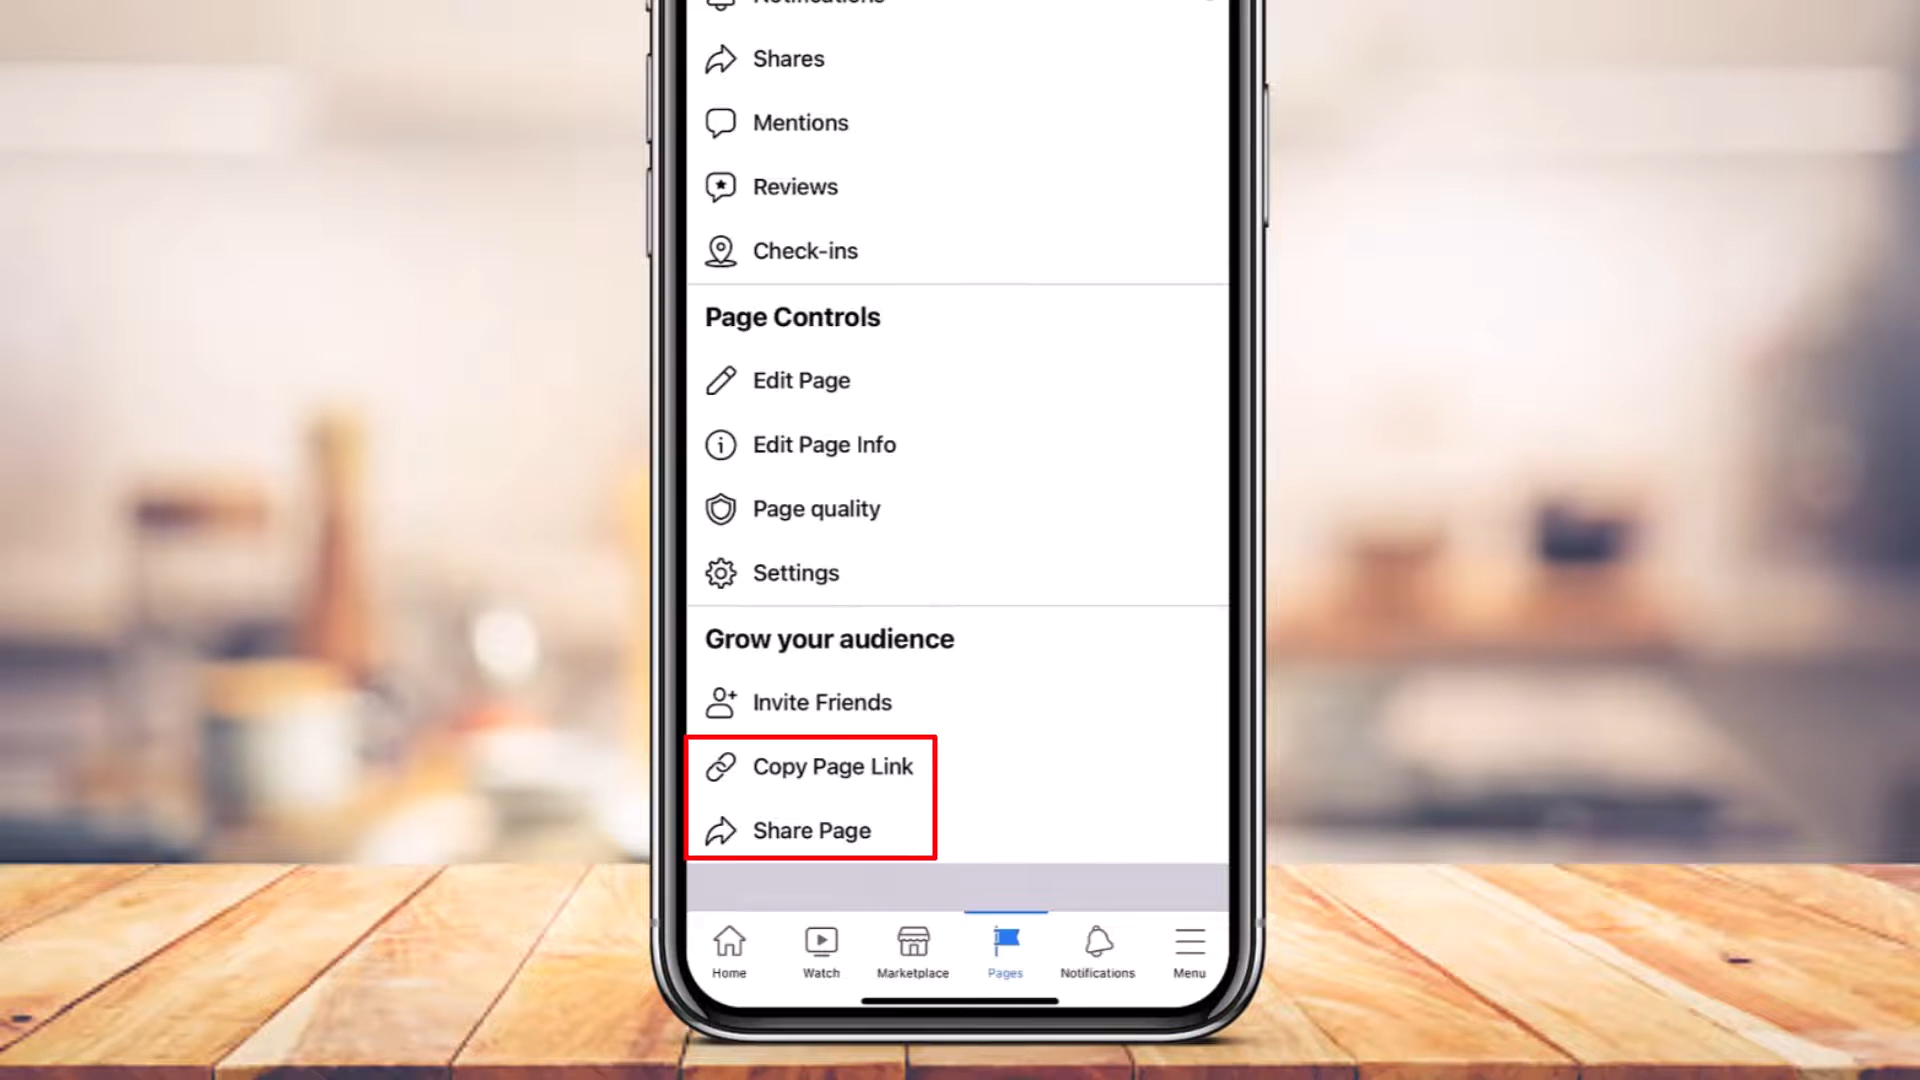 Notifications
Shares
Mentions
Reviews
Check-ins
Page Controls
Edit Page
Edit Page Info
Page quality
Settings
Grow your audience
Invite Friends
Copy Page Link
Share Page
Home Watch Marketplace Pages Notifications Menu